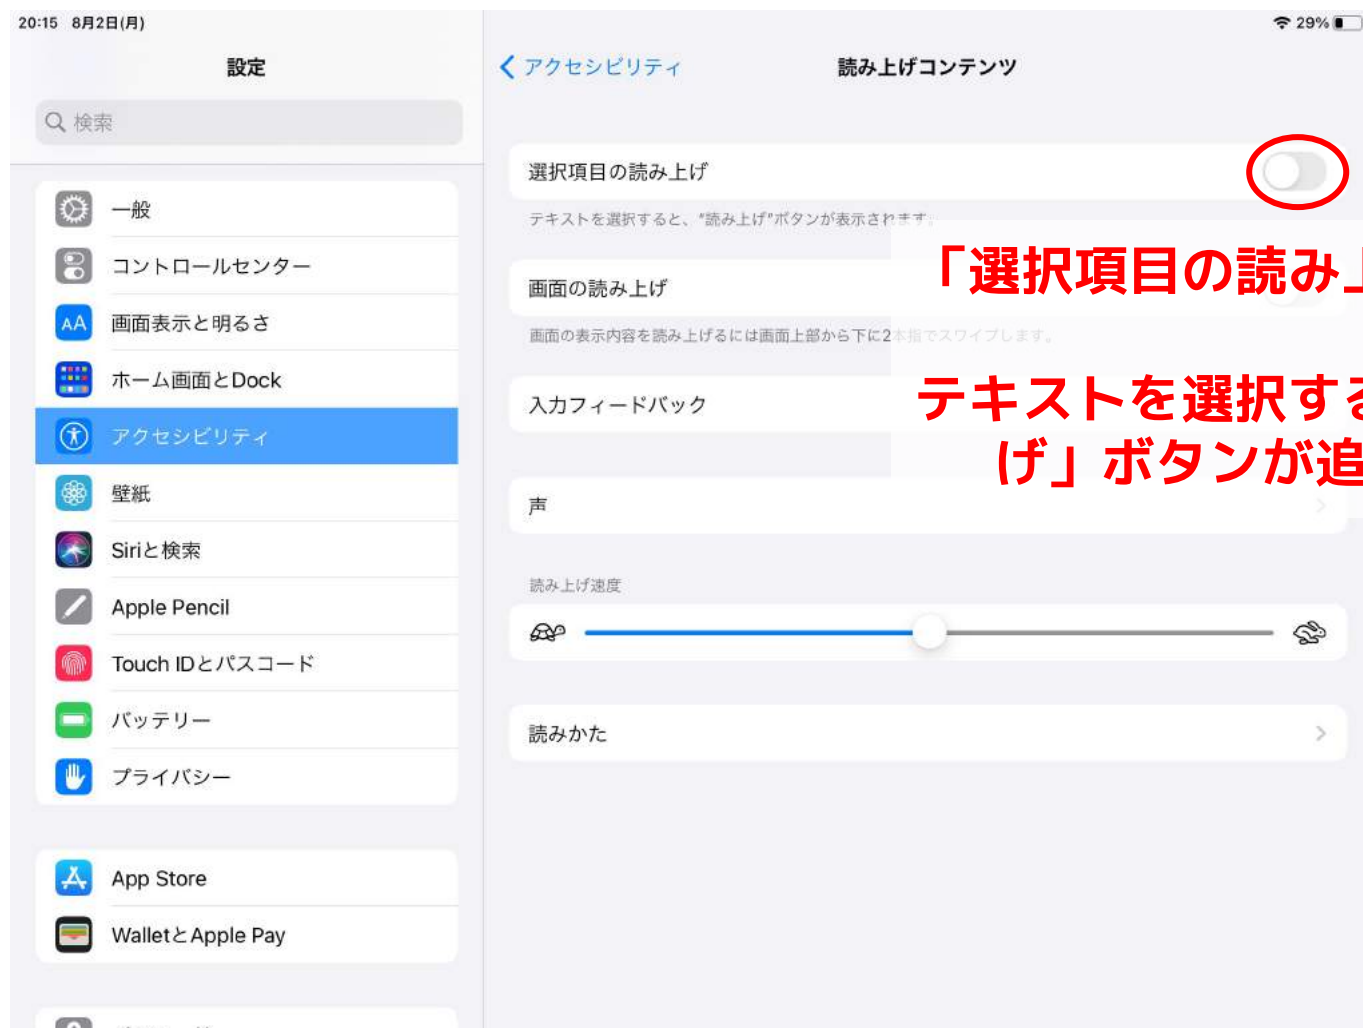 20:15 8月2日(月)
29%
設定
検索
一般
コントロールセンター
AA 画面表示と明るさ
ホーム画面とDock
アクセシビリティ
壁紙
Siriと検索
Apple Pencil
Touch IDとパスコード
バッテリー
プライバシー
App Store
WalletとApple Pay
アクセシビリティ
読み上げコンテンツ
選択項目の読み上げ
テキストを選択すると、"読み上げ"ボタンが表示されます。
「選択項目の読み上
画面の読み上げ
画面の表示内容を読み上げるには画面上部から下に2本指でスワイプします。
テキストを選択する
入力フィードバック
げ」ボタンが追
声
読み上げ速度
読みかた